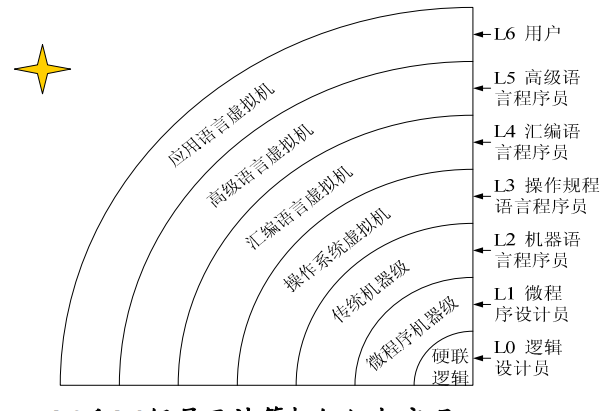 应用语言虚拟机
高级语言虚拟机
汇编语言虚拟机
操作系统虚拟机
传统机器级
微程序机器级
硬联
逻辑
L6 用户
L5 高级语
言程序员
L4 汇编语
言程序员
L3 操作规程
语言程序员
L2 机器语
言程序员
L1 微程
序设计员
L0 逻辑
设计员